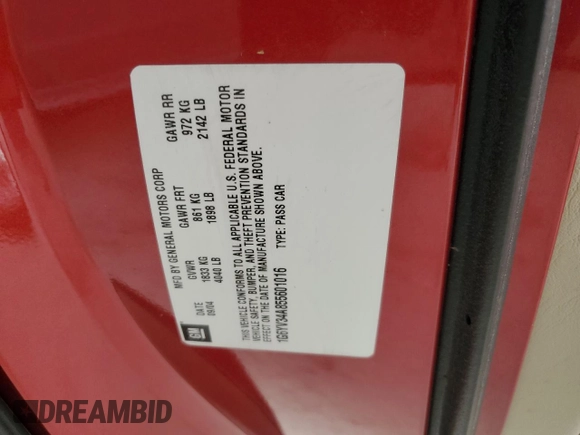 MFD BY GENERAL MOTORS CORP
DATE GVWR GAWR FRT GAWR RR
09/04 1833 KG 861 KG 972 KG
4040 LB 1898 LB 2142 LB
THIS VEHICLE CONFORMS TO ALL APPLICABLE U.S. FEDERAL MOTOR
VEHICLE SAFETY, BUMPER, AND THEFT PREVENTION STANDARDS IN
EFFECT ON THE DATE OF MANUFACTURE SHOWN ABOVE.
1G6YV34A855601016 TYPE: PASS CAR
GM
DREAMBID